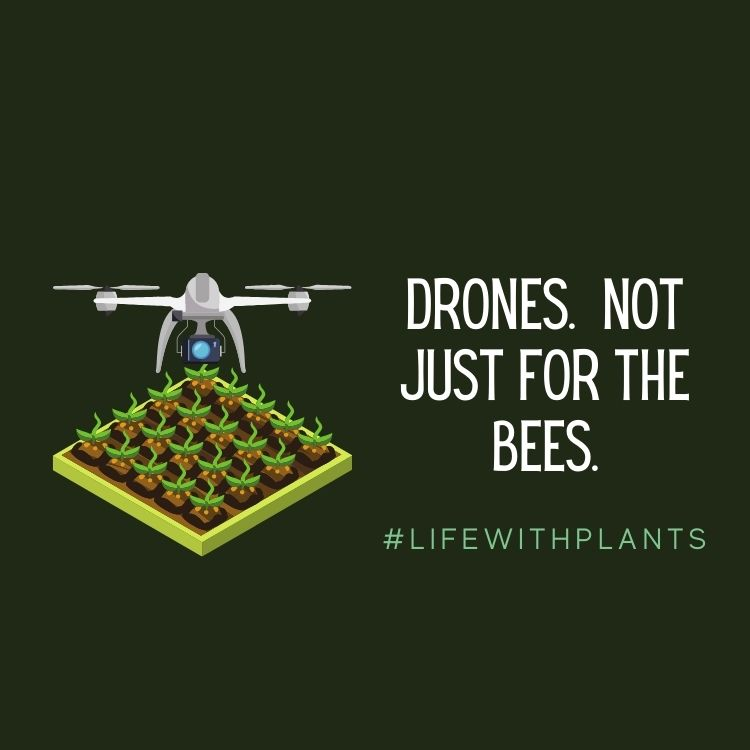 DRONES. NOT
JUST FOR THE
BEES.
#LIFEWITHPLANTS